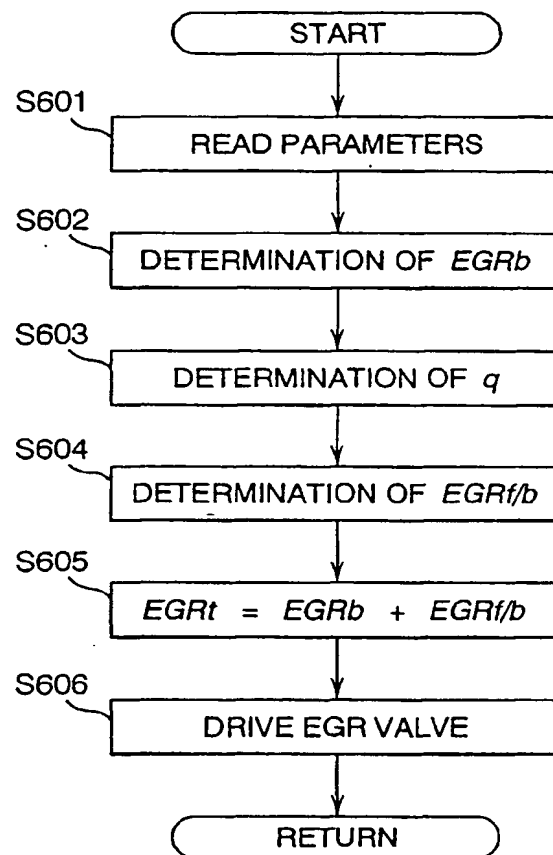 START
S601
READ PARAMETERS
S602
DETERMINATION OF EGRb
S603
DETERMINATION OF q
S604
DETERMINATION OF EGRf/b
S605
EGRt = EGRb + EGRf/b
S606
DRIVE EGR VALVE
RETURN